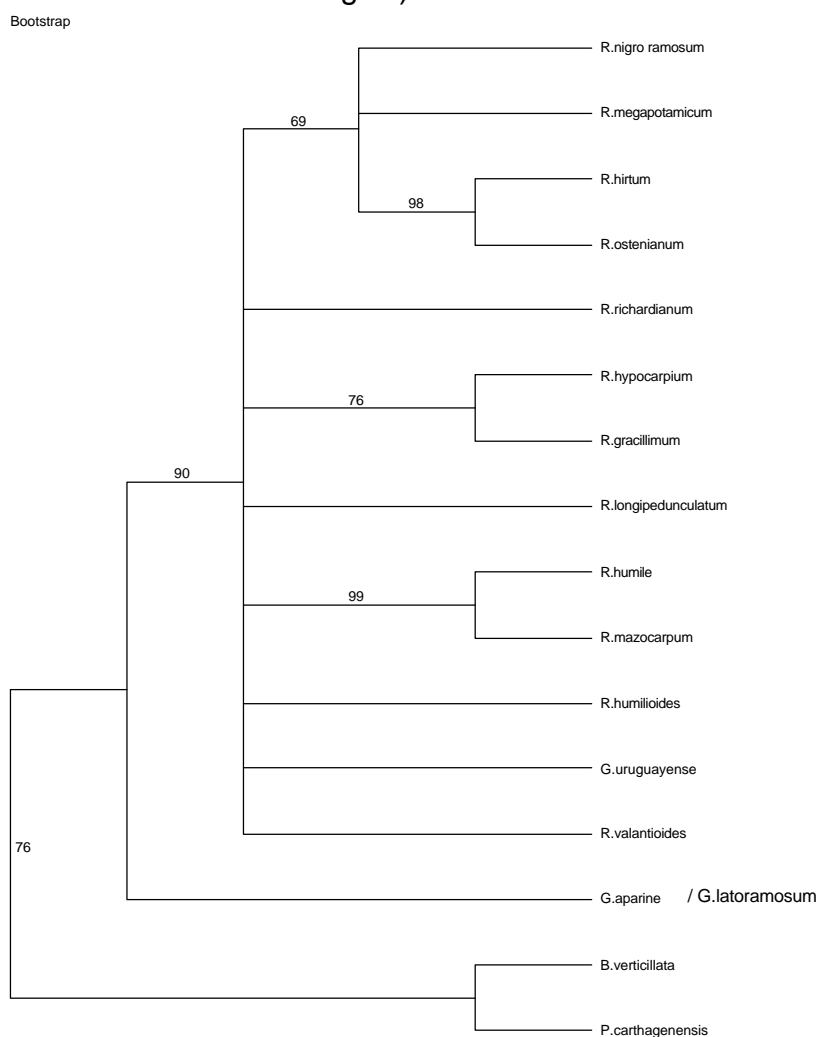 Bootstrap
R.nigro ramosum
R.megapotamicum
69
R.hirtum
98
R.ostenianum
R.richardianum
R.hypocarpium
76
R.gracillimum
90
R.longipedunculatum
R.humile
99
R.mazocarpum
R.humilioides
G.uruguayense
R.valantioides
76
G.aparine / G.latoramosum
B.verticillata
P.carthagenensis